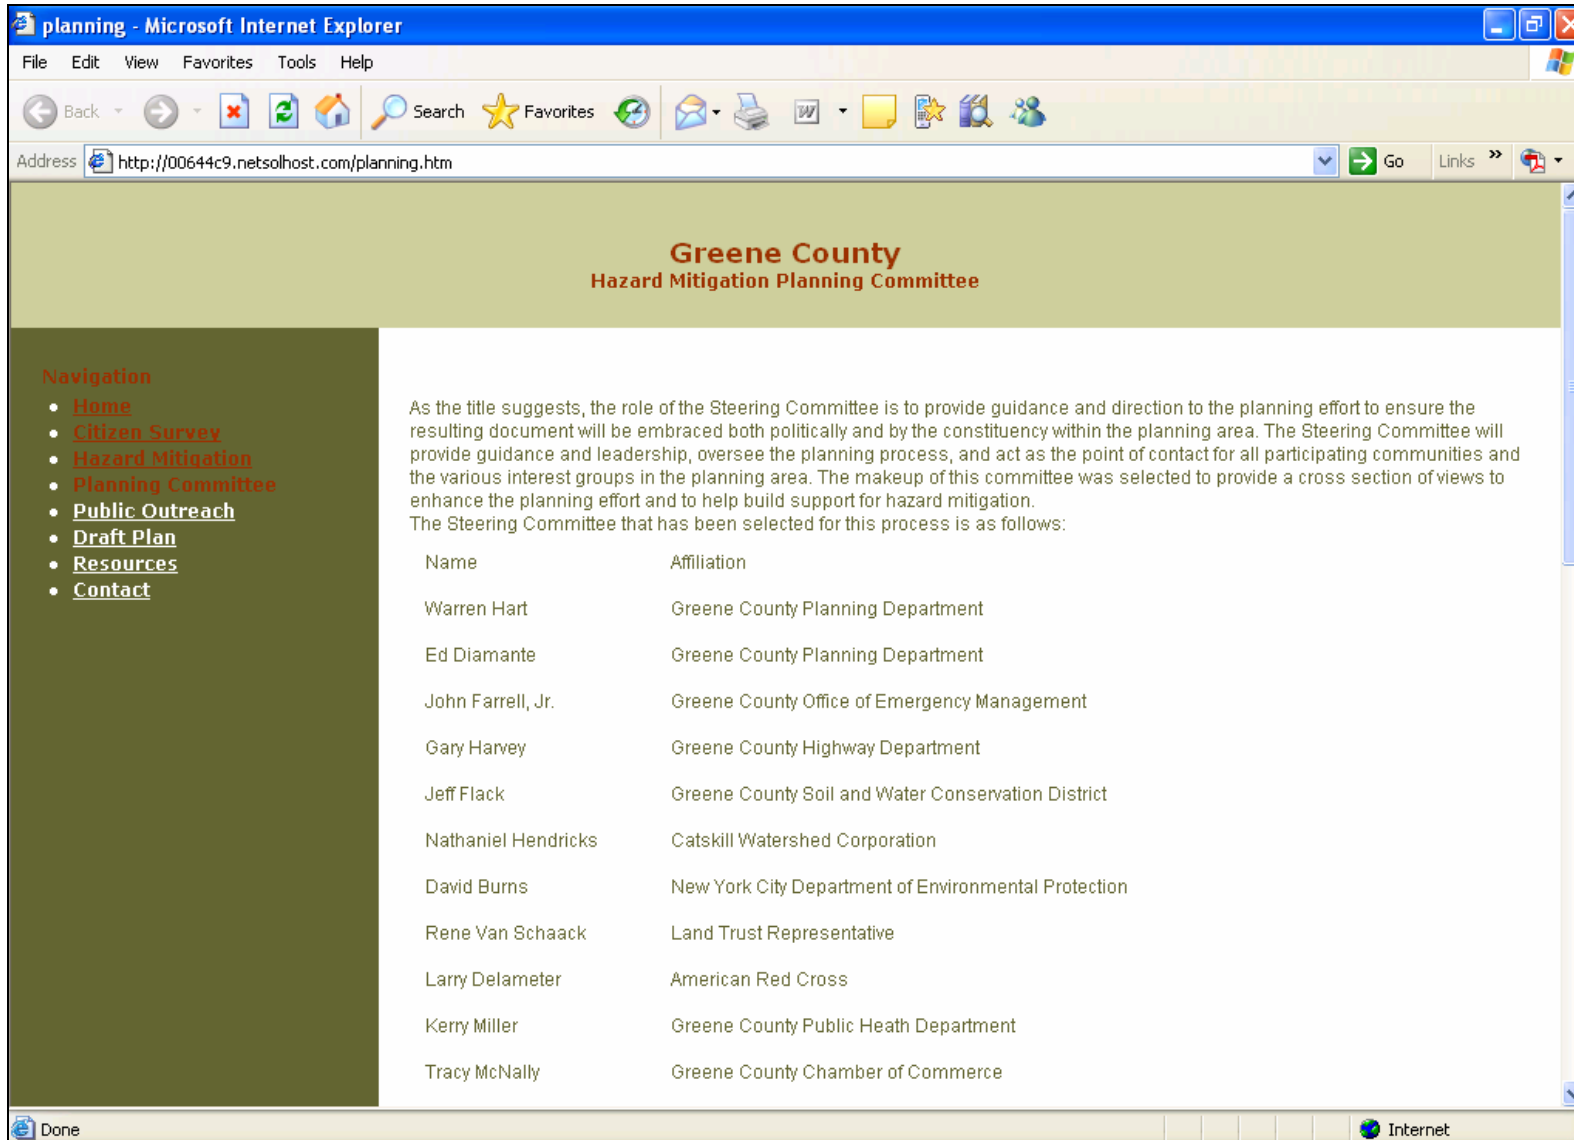 planning - Microsoft Internet Explorer
File Edit View Favorites Tools Help
Back Search Favorites W
Address http://00644c9.netsolhost.com/planning.htm Go Links »
Greene County
Hazard Mitigation Planning Committee
Navigation
Home
Citizen Survey
Hazard Mitigation
Planning Committee
Public Outreach
Draft Plan
Resources
Contact
As the title suggests, the role of the Steering Committee is to provide guidance and direction to the planning effort to ensure the
resulting document will be embraced both politically and by the constituency within the planning area. The Steering Committee will
provide guidance and leadership, oversee the planning process, and act as the point of contact for all participating communities and
the various interest groups in the planning area. The makeup of this committee was selected to provide a cross section of views to
enhance the planning effort and to help build support for hazard mitigation.
The Steering Committee that has been selected for this process is as follows:
Name Affiliation
Warren Hart Greene County Planning Department
Ed Diamante Greene County Planning Department
John Farrell, Jr. Greene County Office of Emergency Management
Gary Harvey Greene County Highway Department
Jeff Flack Greene County Soil and Water Conservation District
Nathaniel Hendricks Catskill Watershed Corporation
David Burns New York City Department of Environmental Protection
Rene Van Schaack Land Trust Representative
Larry Delameter American Red Cross
Kerry Miller Greene County Public Heath Department
Tracy McNally Greene County Chamber of Commerce
Done Internet